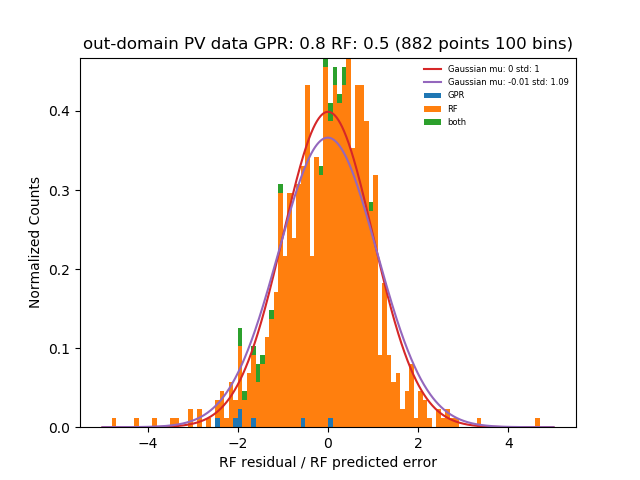 out-domain PV data GPR: 0.8 RF: 0.5 (882 points 100 bins)
Gaussian mu: 0 std: 1
Gaussian mu: -0.01 std: 1.09
GPR
RF
both
Normalized Counts
0.4
0.3
0.2
0.1
0.0
−4 −2 0 2 4
RF residual / RF predicted error